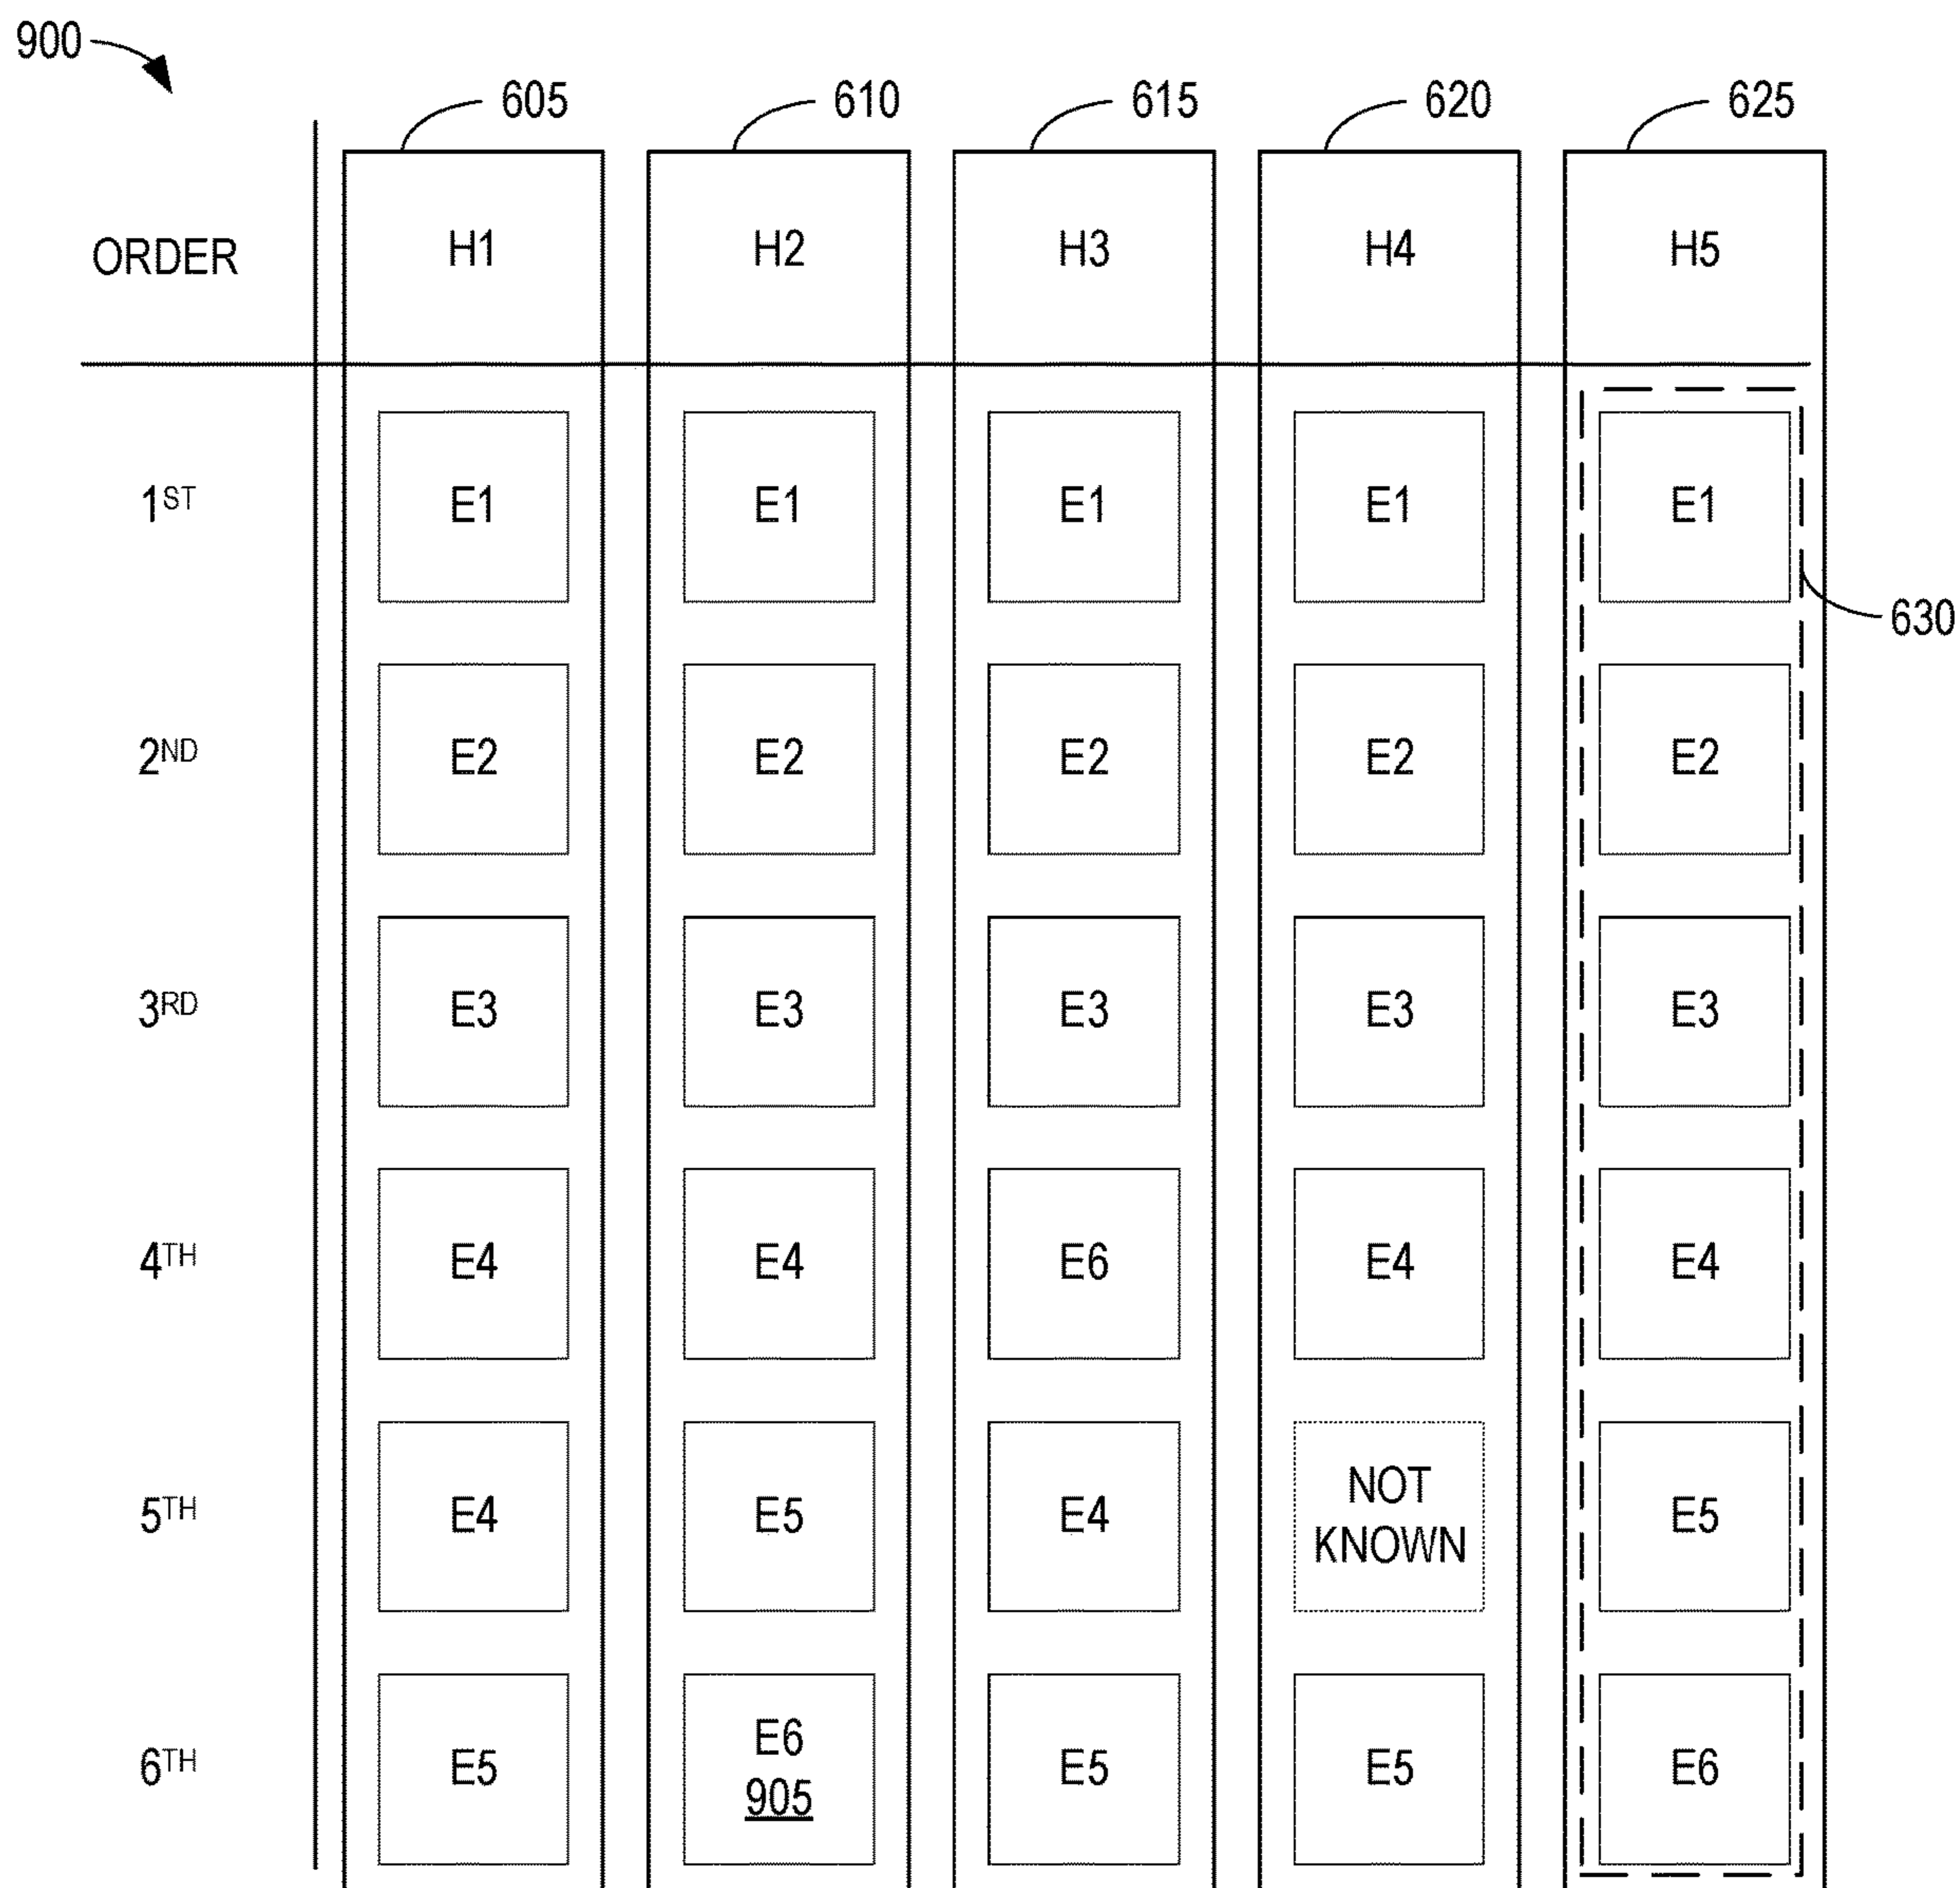 900
605 610 615 620 625
ORDER H1 H2 H3 H4 H5
1ST E1 E1 E1 E1 E1
630
2ND E2 E2 E2 E2 E2
3RD E3 E3 E3 E3 E3
4TH E4 E4 E6 E4 E4
5TH E4 E5 E4 NOT KNOWN E5
6TH E5 E6 905 E5 E5 E6